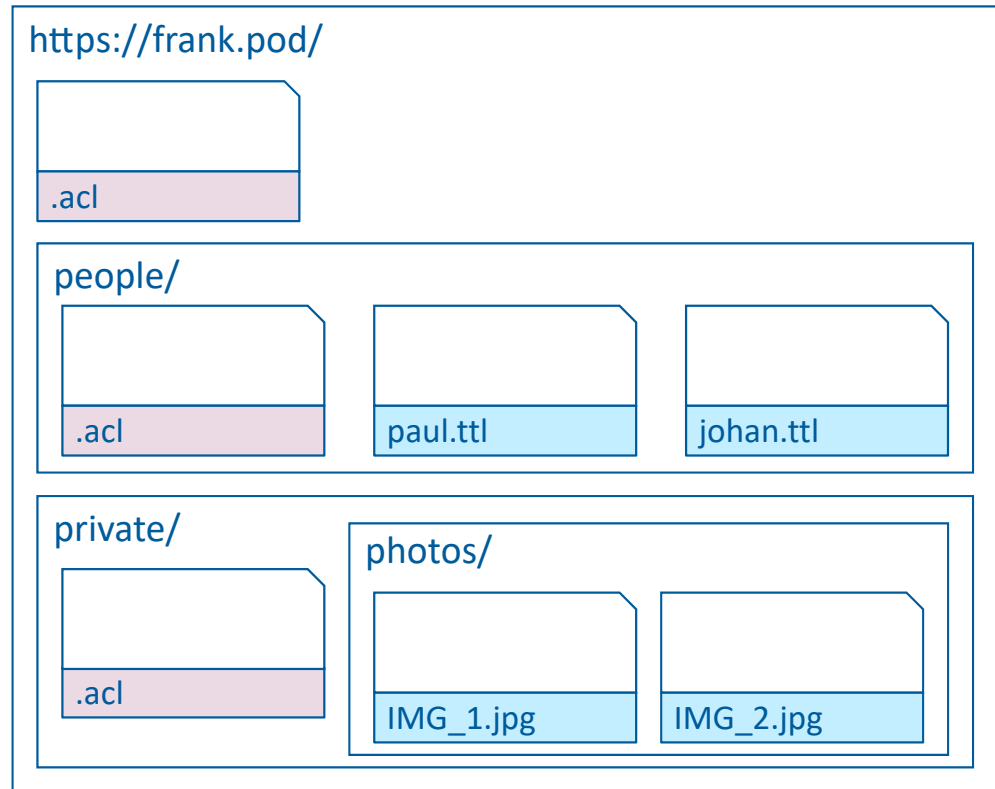 https://frank.pod/
.acl
people/
.acl
paul.ttl
johan.ttl
private/
photos/
.acl
IMG_1.jpg
IMG_2.jpg